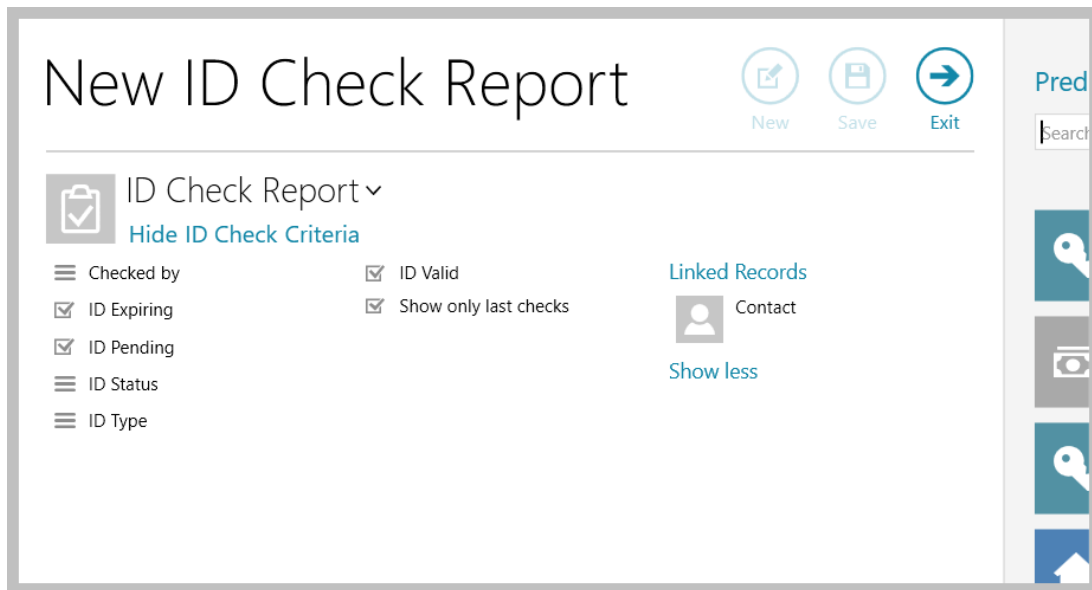 New ID Check Report
New
Save
Exit
ID Check Report
Hide ID Check Criteria
Checked by
ID Expiring
ID Pending
ID Status
ID Type
ID Valid
Show only last checks
Linked Records
Contact
Show less
Pred
Search